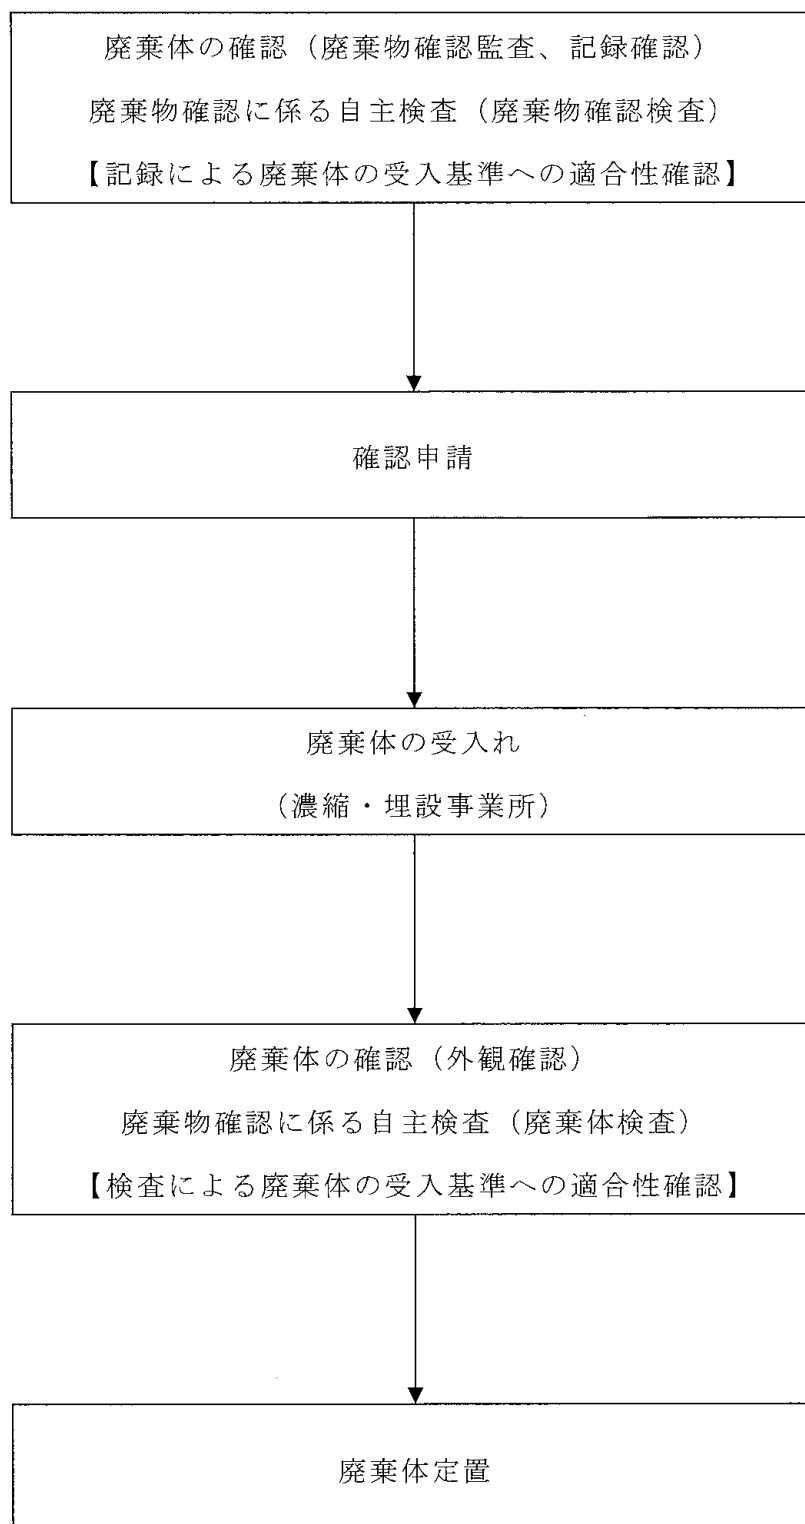 廃棄体の確認（廃棄物確認監査、記録確認）
廃棄物確認に係る自主検査（廃棄物確認検査）
【記録による廃棄体の受入基準への適合性確認】
確認申請
廃棄体の受入れ
（濃縮・埋設事業所）
廃棄体の確認（外観確認）
廃棄物確認に係る自主検査（廃棄体検査）
【検査による廃棄体の受入基準への適合性確認】
廃棄体定置